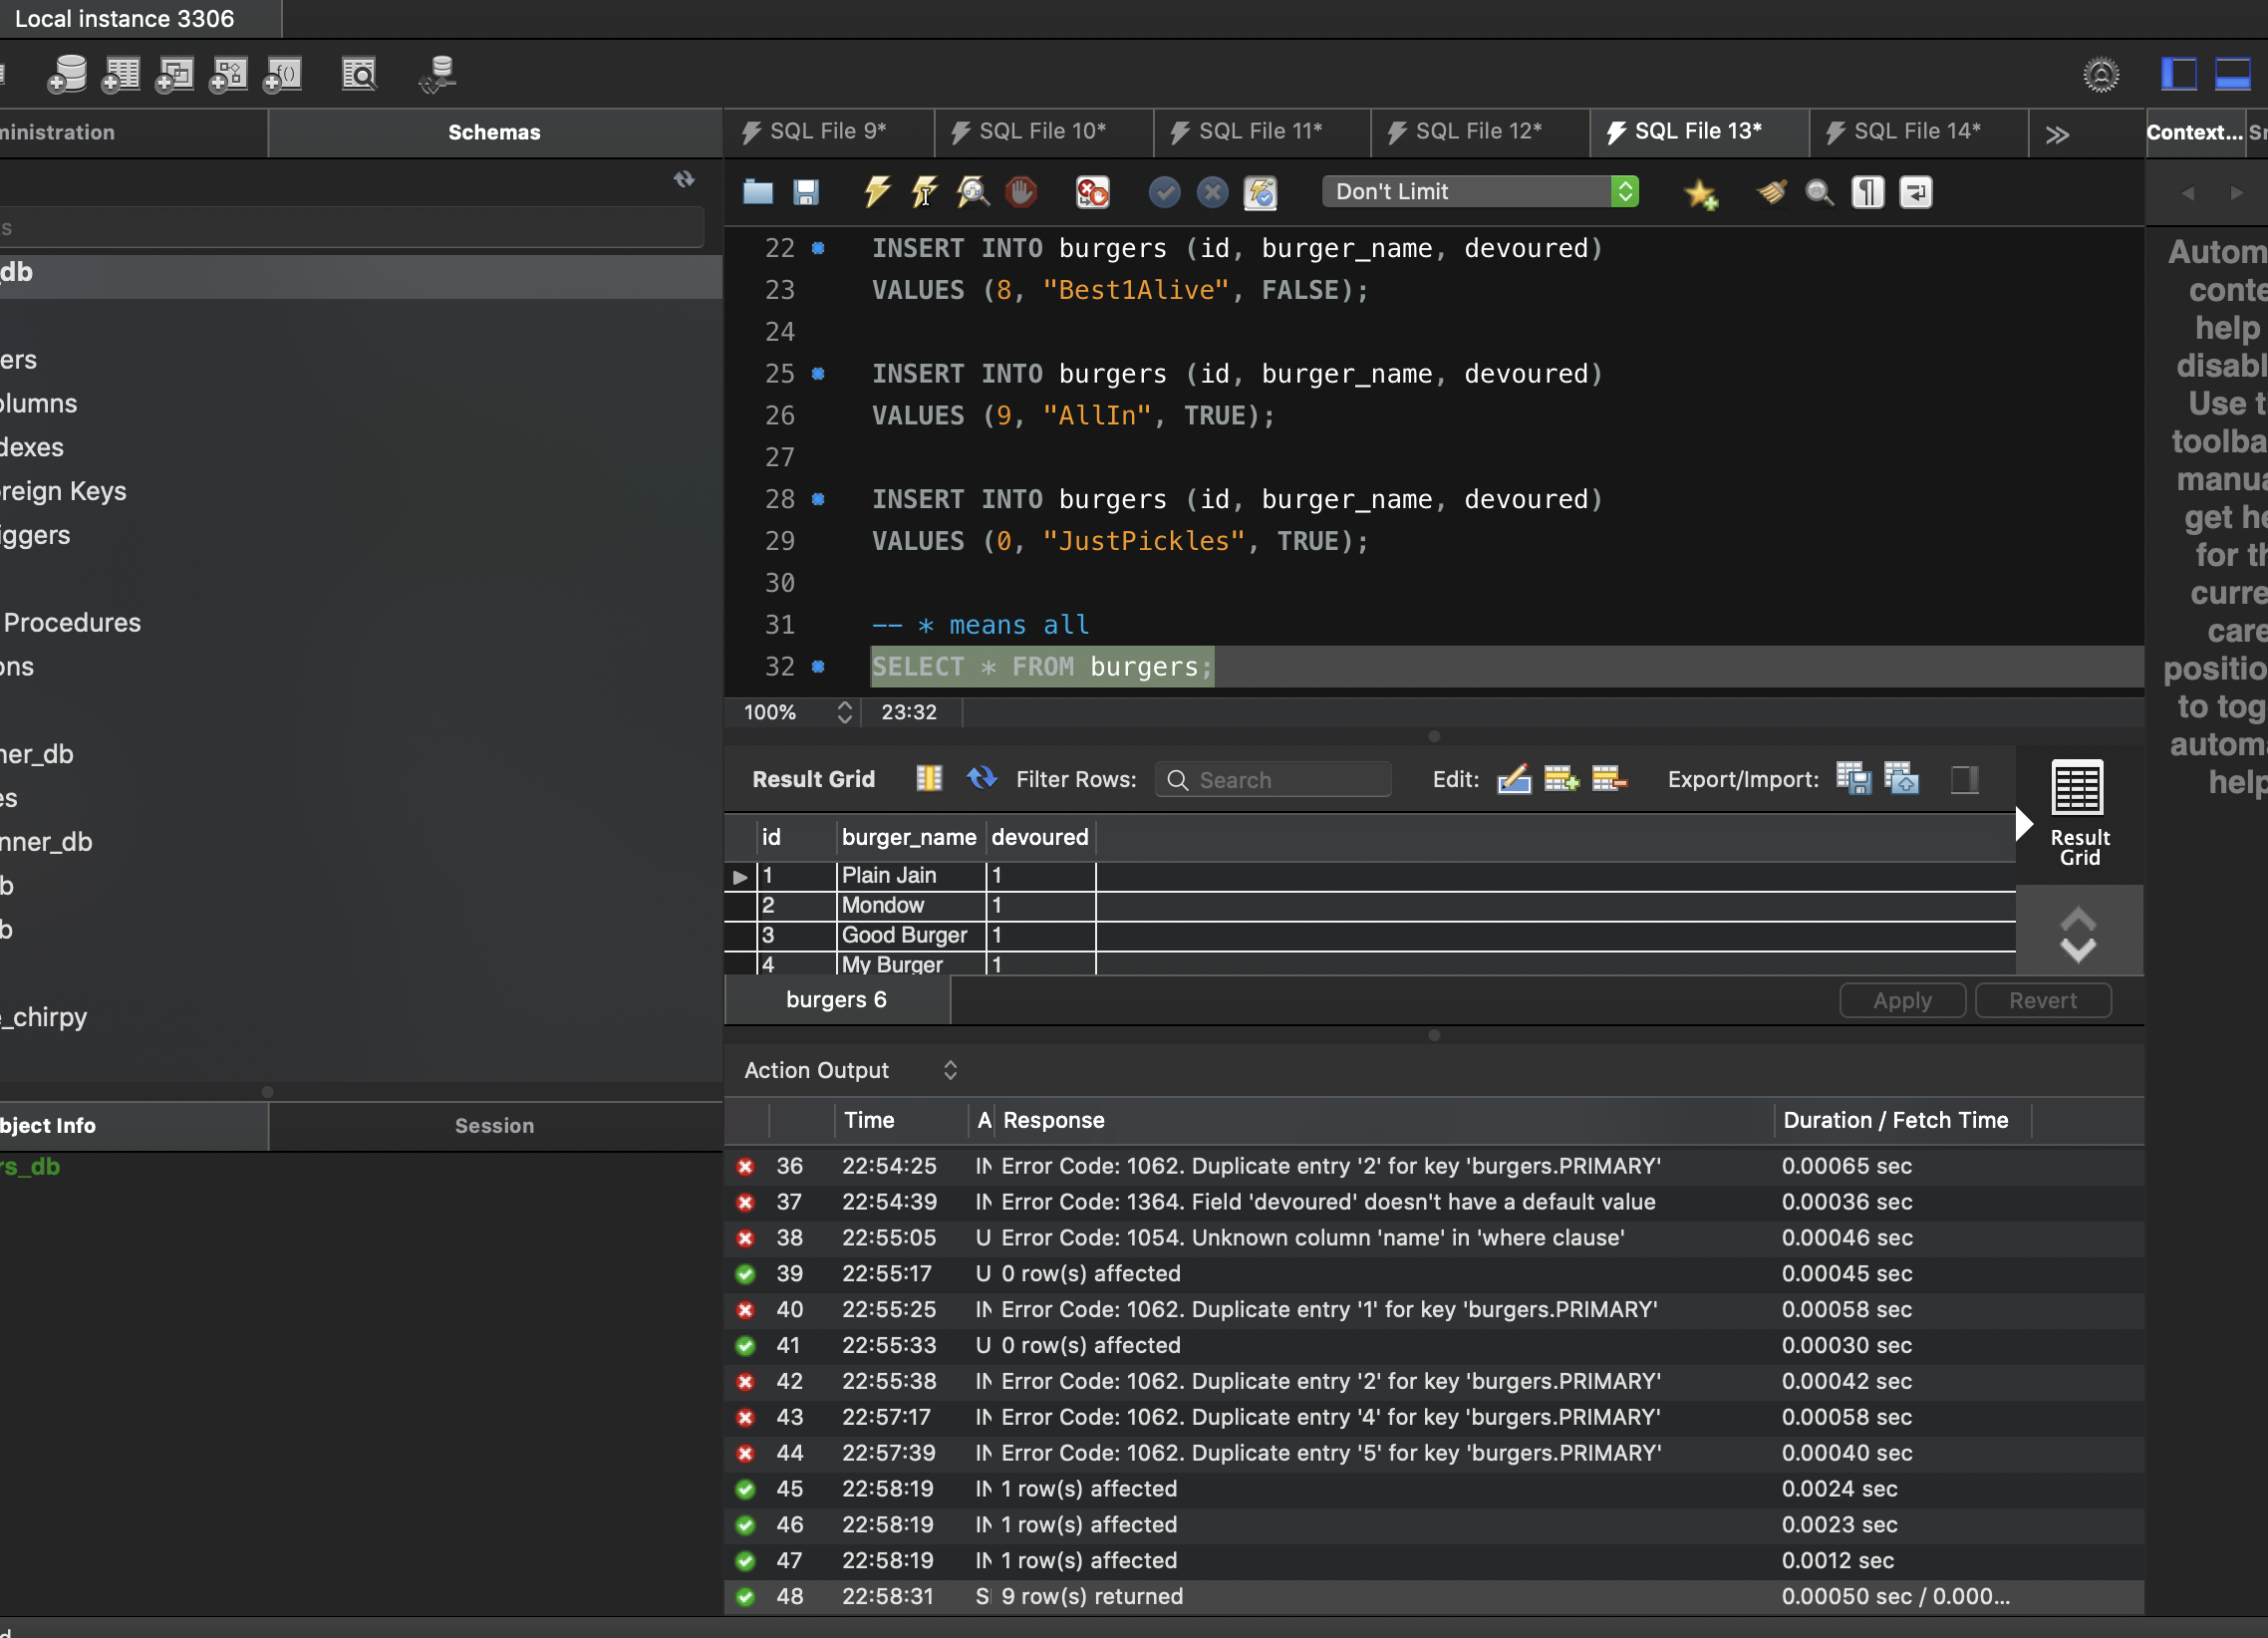 Local instance 3306
ministration
Schemas
SQL File 9*
SQL File 10*
SQL File 11*
SQL File 12*
SQL File 13*
SQL File 14*
Context...
Don't Limit
_db
ers
olumns
dexes
reign Keys
iggers
Procedures
ons
ner_db
es
nner_db
b
b
e_chirpy
bject Info
Session
rs_db
22 INSERT INTO burgers (id, burger_name, devoured)
23 VALUES (8, "Best1Alive", FALSE);
24
25 INSERT INTO burgers (id, burger_name, devoured)
26 VALUES (9, "AllIn", TRUE);
27
28 INSERT INTO burgers (id, burger_name, devoured)
29 VALUES (0, "JustPickles", TRUE);
30
31 -- * means all
32 SELECT * FROM burgers;
100% 23:32
Result Grid
Filter Rows:
Search
Edit:
Export/Import:
id burger_name devoured
1 Plain Jain 1
2 Mondow 1
3 Good Burger 1
4 My Burger 1
Result
Grid
burgers 6
Apply
Revert
Action Output
Time A Response Duration / Fetch Time
36 22:54:25 IN Error Code: 1062. Duplicate entry '2' for key 'burgers.PRIMARY' 0.00065 sec
37 22:54:39 IN Error Code: 1364. Field 'devoured' doesn't have a default value 0.00036 sec
38 22:55:05 U Error Code: 1054. Unknown column 'name' in 'where clause' 0.00046 sec
39 22:55:17 U 0 row(s) affected 0.00045 sec
40 22:55:25 IN Error Code: 1062. Duplicate entry '1' for key 'burgers.PRIMARY' 0.00058 sec
41 22:55:33 U 0 row(s) affected 0.00030 sec
42 22:55:38 IN Error Code: 1062. Duplicate entry '2' for key 'burgers.PRIMARY' 0.00042 sec
43 22:57:17 IN Error Code: 1062. Duplicate entry '4' for key 'burgers.PRIMARY' 0.00058 sec
44 22:57:39 IN Error Code: 1062. Duplicate entry '5' for key 'burgers.PRIMARY' 0.00040 sec
45 22:58:19 IN 1 row(s) affected 0.0024 sec
46 22:58:19 IN 1 row(s) affected 0.0023 sec
47 22:58:19 IN 1 row(s) affected 0.0012 sec
48 22:58:31 S 9 row(s) returned 0.00050 sec / 0.000...
Autom
conte
help
disabl
Use t
toolba
manua
get he
for th
curre
care
positio
to tog
automa
help